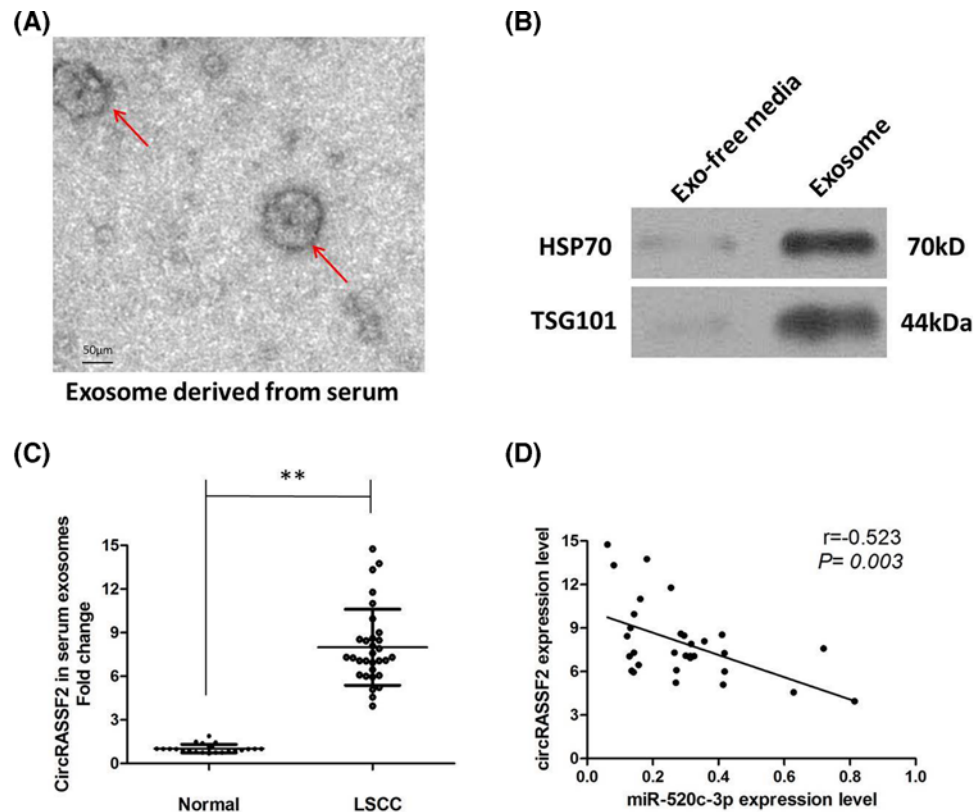 (A)
50μm
Exosome derived from serum
(B)
Exo-free media
Exosome
HSP70
70kD
TSG101
44kDa
(C)
**
CircRASSF2 in serum exosomes
Fold change
15
12
9
6
3
0
Normal
LSCC
(D)
r=-0.523
P= 0.003
circRASSF2 expression level
15
12
9
6
3
0
0.0
0.2
0.4
0.6
0.8
1.0
miR-520c-3p expression level